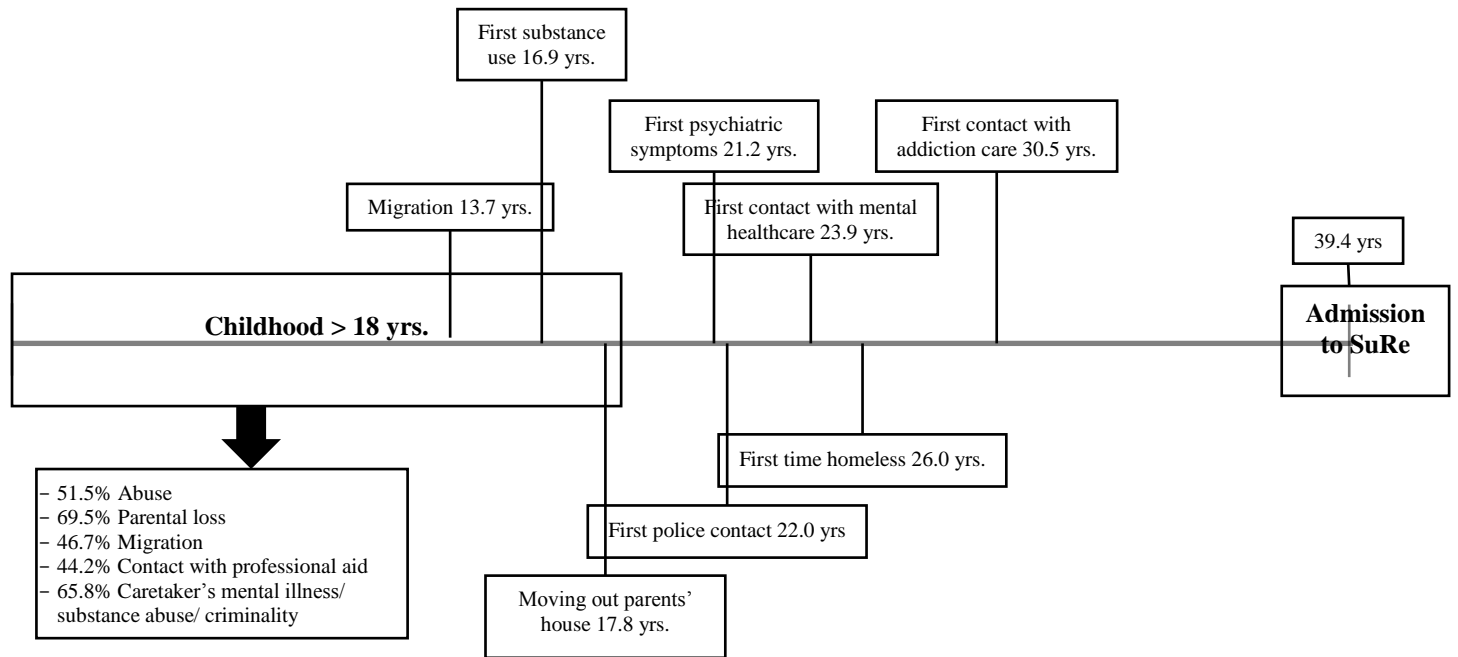 First substance
use 16.9 yrs.
First psychiatric
symptoms 21.2 yrs.
First contact with
addiction care 30.5 yrs.
Migration 13.7 yrs.
First contact with mental
healthcare 23.9 yrs.
39.4 yrs
Childhood > 18 yrs.
Admission
to SuRe
First time homeless 26.0 yrs.
– 51.5% Abuse
– 69.5% Parental loss
– 46.7% Migration
– 44.2% Contact with professional aid
– 65.8% Caretaker’s mental illness/
substance abuse/ criminality
First police contact 22.0 yrs
Moving out parents’
house 17.8 yrs.